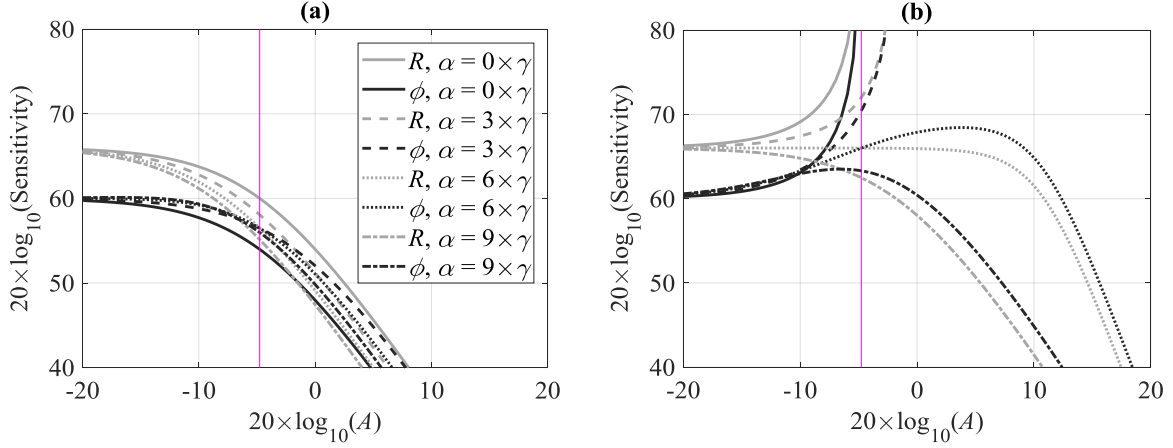 (a)
80
70
60
50
40
20×log10(Sensitivity)
-20
-10
0
10
20
20×log10(A)
R, α = 0×γ
ϕ, α = 0×γ
R, α = 3×γ
ϕ, α = 3×γ
R, α = 6×γ
ϕ, α = 6×γ
R, α = 9×γ
ϕ, α = 9×γ
(b)
80
70
60
50
40
20×log10(Sensitivity)
-20
-10
0
10
20
20×log10(A)